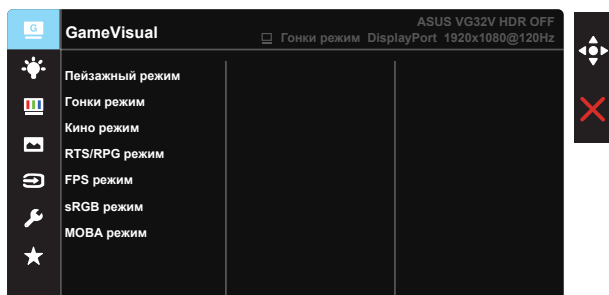 G
GameVisual
ASUS VG32V HDR OFF
Гонки режим DisplayPort 1920x1080@120Hz
Пейзажный режим
Гонки режим
Кино режим
RTS/RPG режим
FPS режим
sRGB режим
MOBA режим